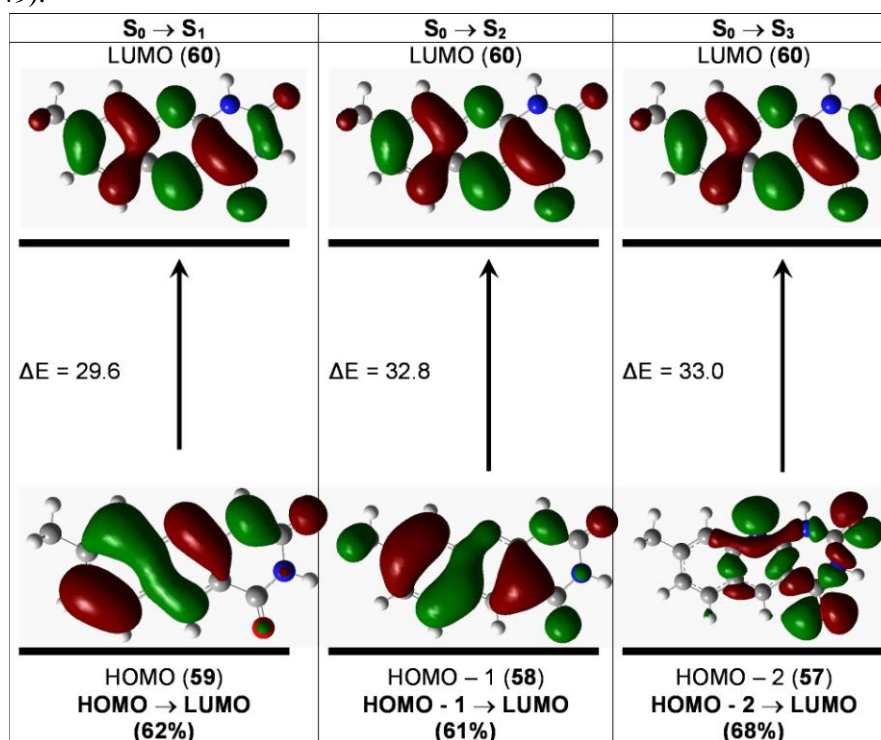 S₀ → S₁ S₀ → S₂ S₀ → S₃
LUMO (60) LUMO (60) LUMO (60)
ΔE = 29.6 ΔE = 32.8 ΔE = 33.0
HOMO (59) HOMO – 1 (58) HOMO – 2 (57)
HOMO → LUMO HOMO - 1 → LUMO HOMO - 2 → LUMO
(62%) (61%) (68%)